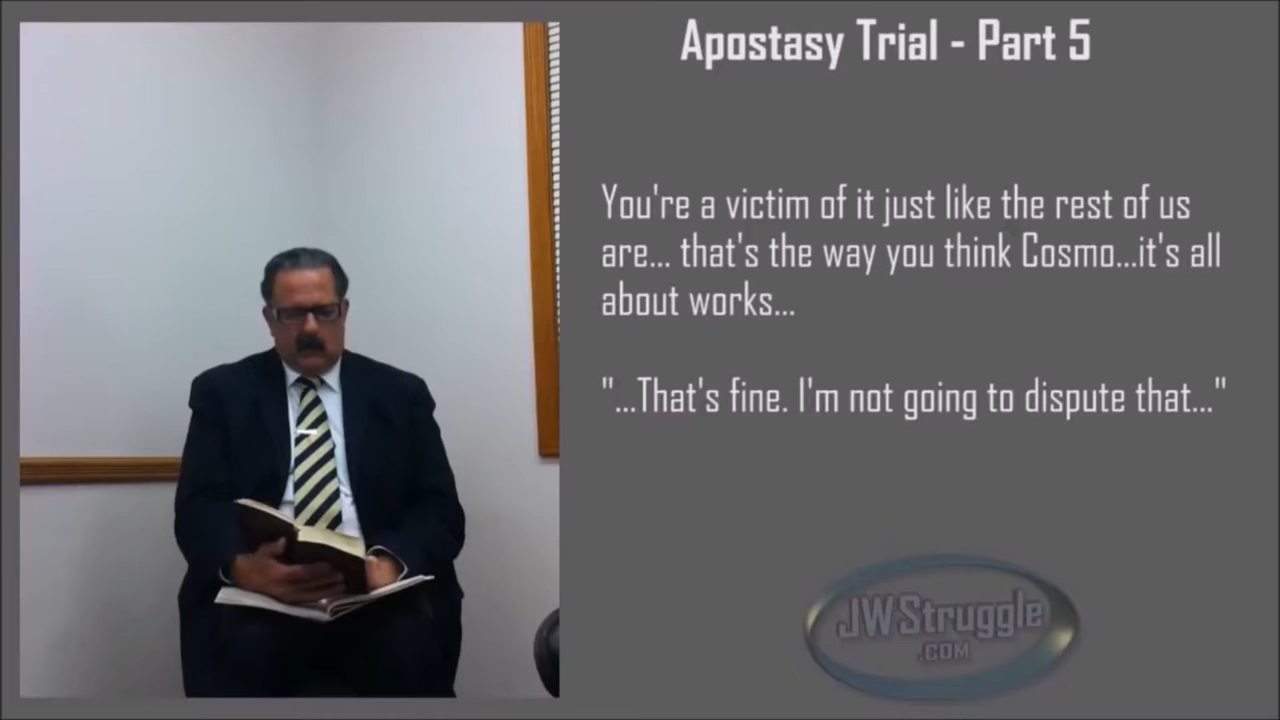 Apostasy Trial - Part 5
You're a victim of it just like the rest of us
are... that's the way you think Cosmo...it's all
about works...
"...That's fine. I'm not going to dispute that..."
JWStruggle
.COM